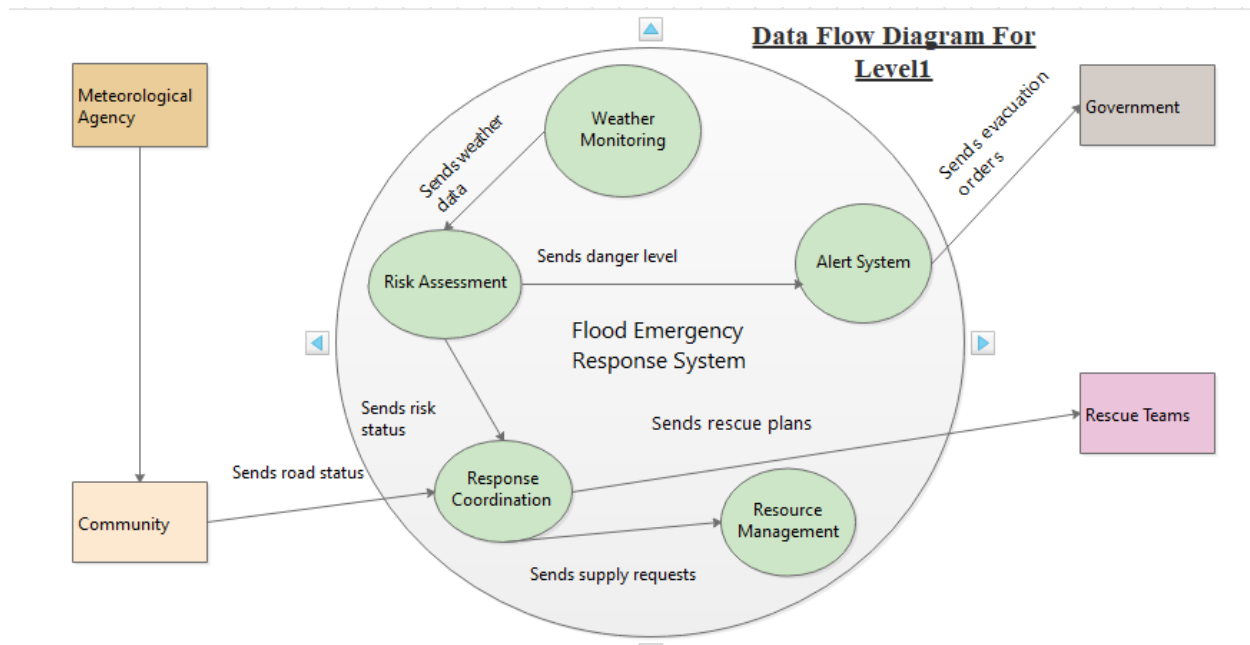 Data Flow Diagram For
Level1
Meteorological
Agency
Weather
Monitoring
Government
Sends weather
data
Sends evacuation
orders
Risk Assessment
Sends danger level
Alert System
Flood Emergency
Response System
Sends risk
status
Sends rescue plans
Rescue Teams
Sends road status
Response
Coordination
Community
Resource
Management
Sends supply requests